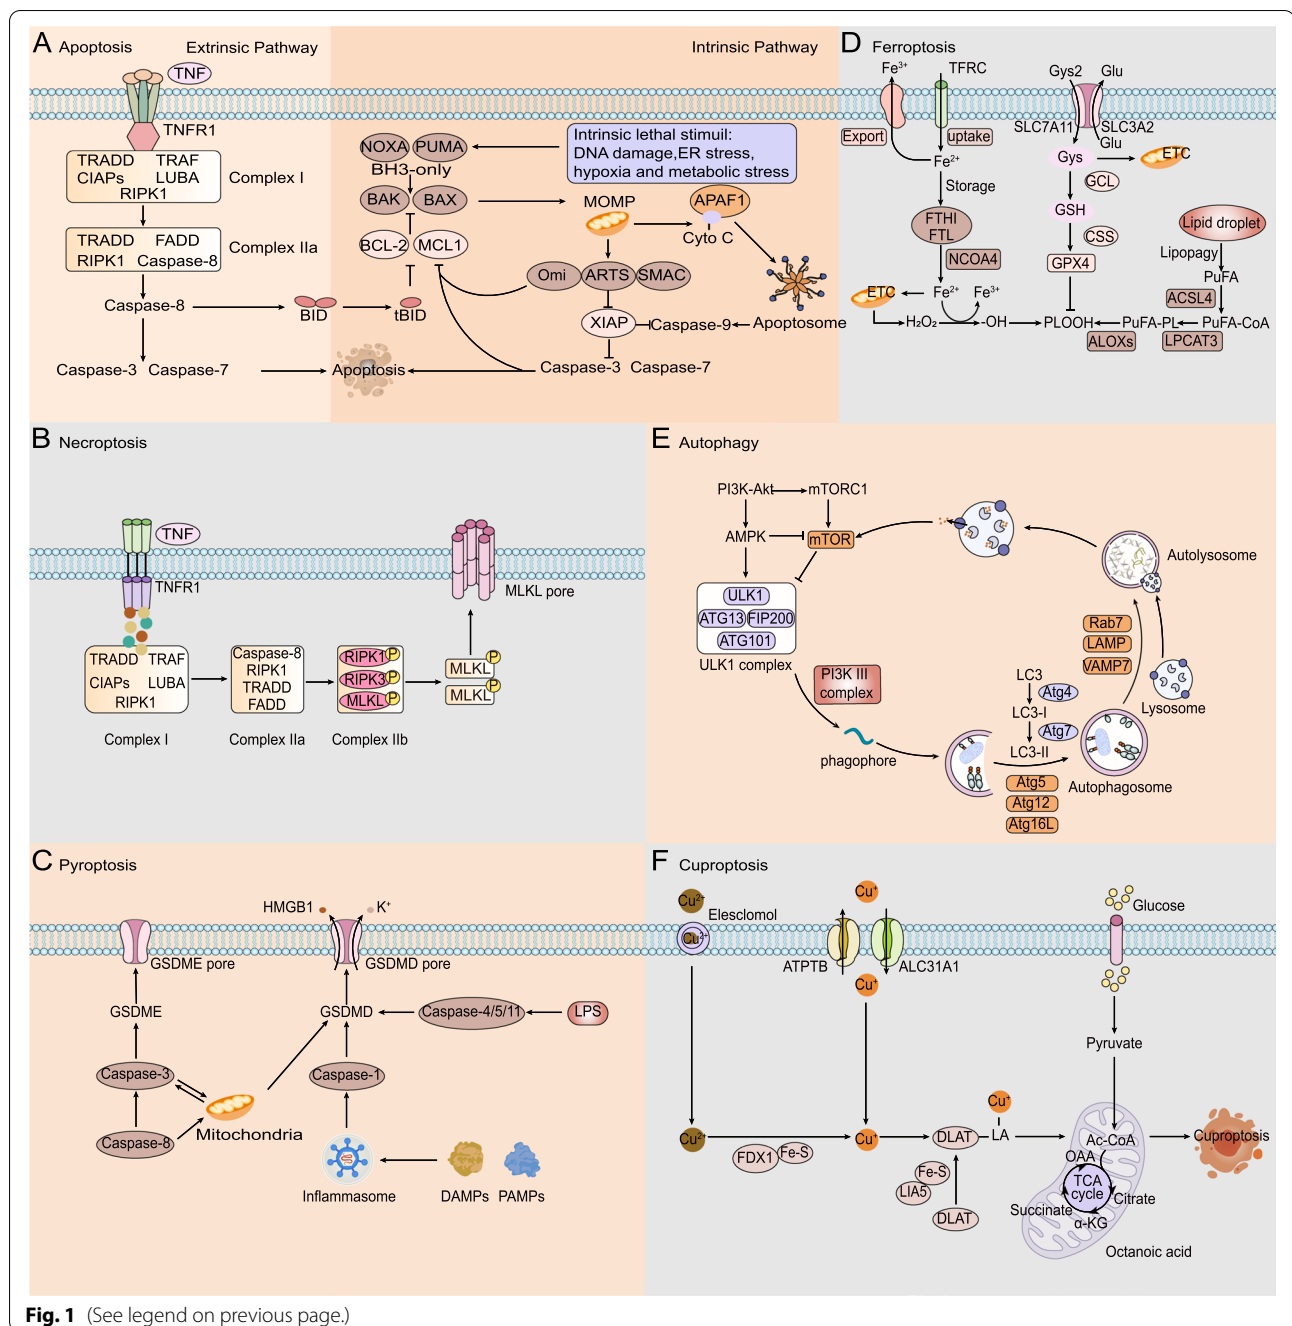 A Apoptosis
Extrinsic Pathway
Intrinsic Pathway
TNF
TNFR1
TRADD TRAF
CIAPs LUBA
RIPK1
Complex I
TRADD FADD
RIPK1 Caspase-8
Complex IIa
Caspase-8
BID
tBID
Caspase-3 Caspase-7
Apoptosis
NOXA PUMA
BH3-only
BAK BAX
BCL-2 MCL1
Intrinsic lethal stimuil:
DNA damage,ER stress,
hypoxia and metabolic stress
MOMP
APAF1
Cyto C
Omi ARTS SMAC
XIAP
Caspase-9
Apoptosome
Caspase-3 Caspase-7
D Ferroptosis
Fe³⁺
TFRC
Gys2
Glu
Export
uptake
SLC7A11
SLC3A2
Glu
Fe²⁺
Gys
ETC
Storage
GCL
FTHI
FTL
GSH
NCOA4
CSS
GPX4
Lipid droplet
Lipopagy
PuFA
ACSL4
ETC
Fe²⁺
Fe³⁺
H₂O₂
-OH
PLOOH
PuFA-PL
PuFA-CoA
ALOXs
LPCAT3
B Necroptosis
TNF
TNFR1
MLKL pore
TRADD TRAF
CIAPs LUBA
RIPK1
Complex I
Caspase-8
RIPK1
TRADD
FADD
Complex IIa
RIPK1 P
RIPK3 P
MLKL P
Complex IIb
MLKL P
MLKL P
E Autophagy
PI3K-Akt
mTORC1
AMPK
mTOR
ULK1
ATG13 FIP200
ATG101
ULK1 complex
PI3K III
complex
phagophore
LC3
Atg4
LC3-I
Atg7
LC3-II
Atg5
Atg12
Atg16L
Autophagosome
Rab7
LAMP
VAMP7
Lysosome
Autolysosome
C Pyroptosis
HMGB1
K⁺
GSDME pore
GSDMD pore
GSDME
GSDMD
Caspase-4/5/11
LPS
Caspase-3
Caspase-1
Caspase-8
Mitochondria
Inflammasome
DAMPs
PAMPs
F Cuproptosis
Cu²⁺
Elesclomol
Cu²⁺
Cu⁺
Glucose
ATPTB
ALC31A1
Cu⁺
Pyruvate
Cu²⁺
FDX1
Fe-S
Cu⁺
DLAT
LA
Cu⁺
Fe-S
LIA5
DLAT
Ac-CoA
OAA
TCA
cycle
Citrate
Succinate
α-KG
Octanoic acid
Cuproptosis
Fig. 1 (See legend on previous page.)